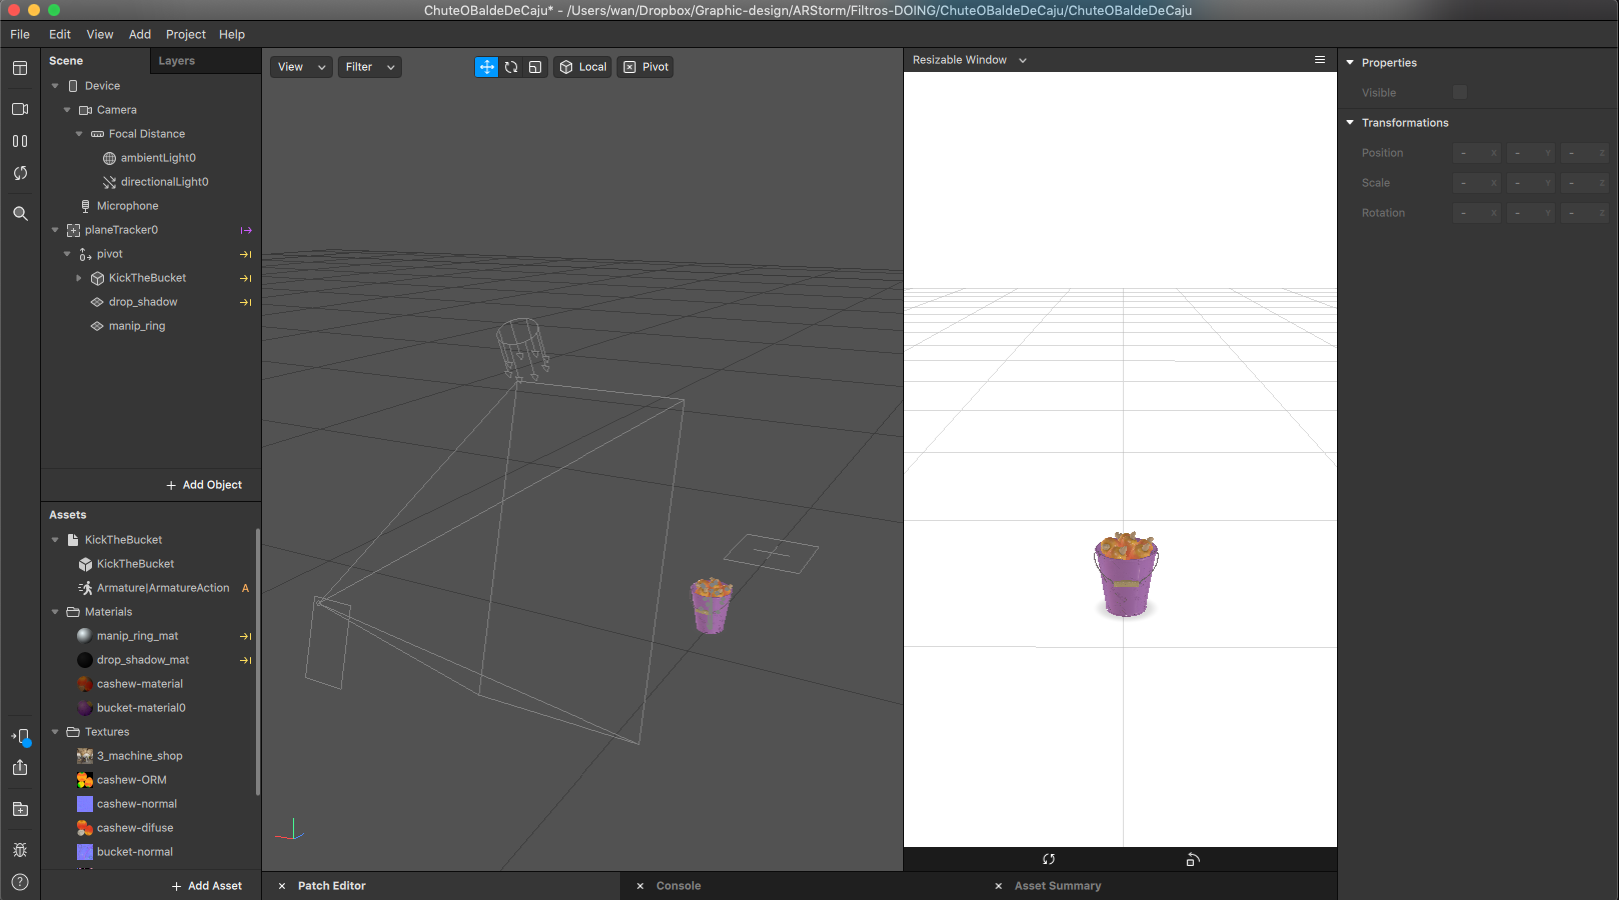 ChuteOBaldeDeCaju* - /Users/wan/Dropbox/Graphic-design/ARStorm/Filtros-DOING/ChuteOBaldeDeCaju/ChuteOBaldeDeCaju
File Edit View Add Project Help
Scene Layers
Device
Camera
Focal Distance
ambientLight0
directionalLight0
Microphone
planeTracker0
pivot
KickTheBucket
drop_shadow
manip_ring
+ Add Object
Assets
KickTheBucket
KickTheBucket
Armature|ArmatureAction A
Materials
manip_ring_mat
drop_shadow_mat
cashew-material
bucket-material0
Textures
3_machine_shop
cashew-ORM
cashew-normal
cashew-difuse
bucket-normal
+ Add Asset
View Filter Local Pivot
Resizable Window
Properties
Visible
Transformations
Position - X - Y - Z
Scale - X - Y - Z
Rotation - X - Y - Z
Patch Editor Console Asset Summary